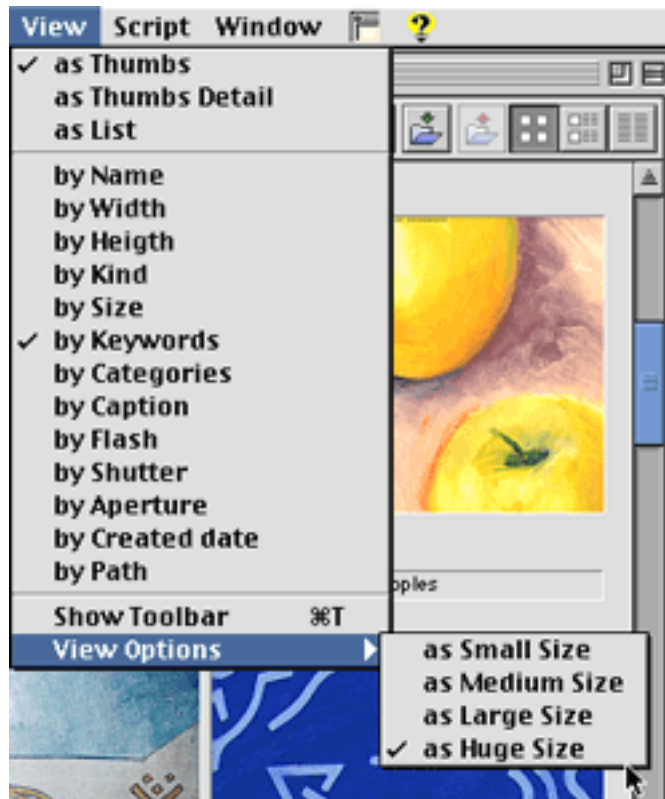 View Script Window
✓ as Thumbs
as Thumbs Detail
as List
by Name
by Width
by Heigth
by Kind
by Size
✓ by Keywords
by Categories
by Caption
by Flash
by Shutter
by Aperture
by Created date
by Path
Show Toolbar ⌘T
View Options
as Small Size
as Medium Size
as Large Size
✓ as Huge Size